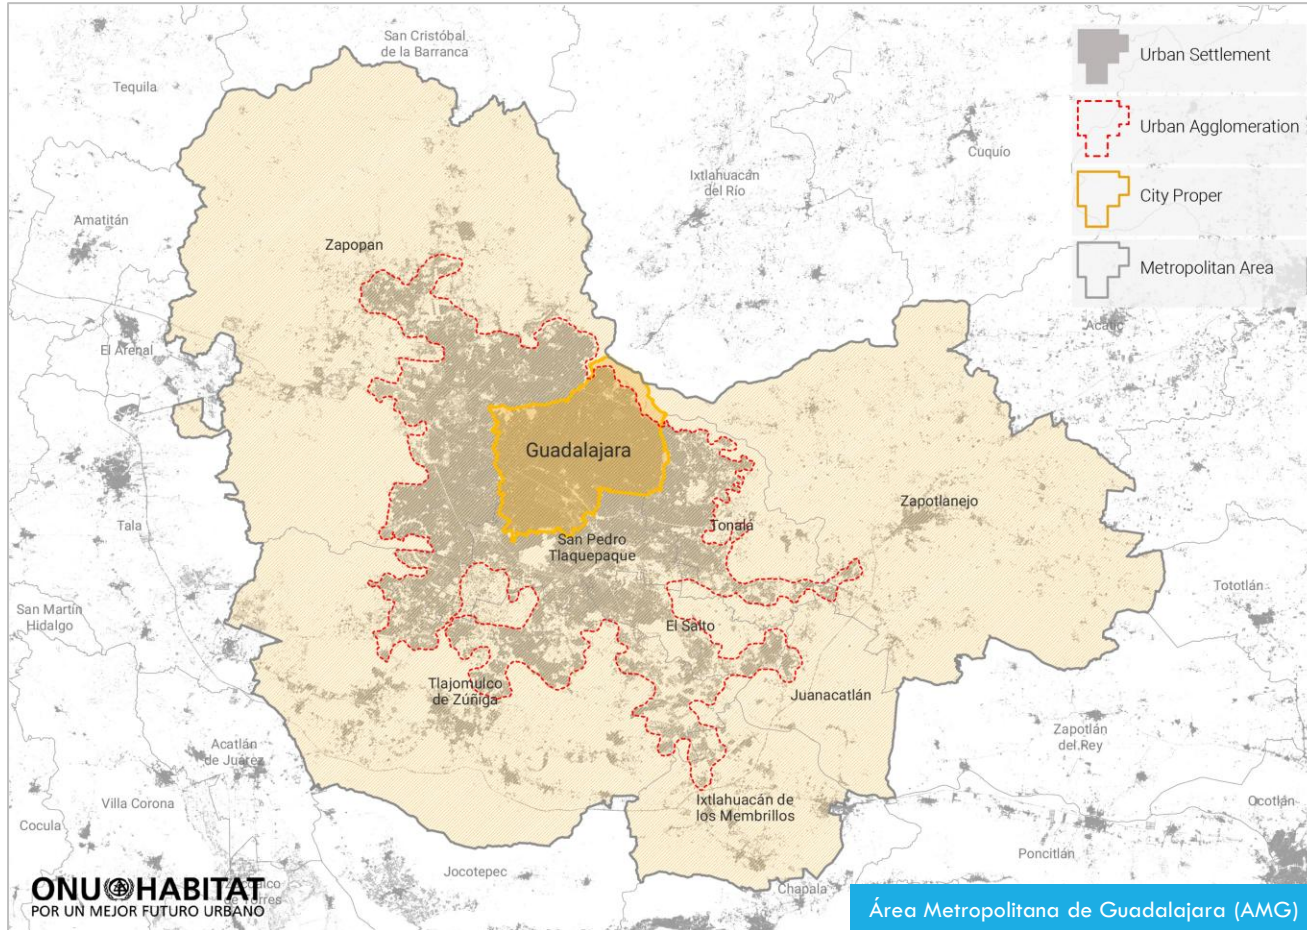 San Cristóbal
de la Barranca
Tequila
Cuquío
Ixtlahuacán
del Río
Amatitán
Zapopan
El Arenal
Acatic
Guadalajara
Zapotlanejo
Tala
Tonalá
San Pedro
Tlaquepaque
Tototlán
San Martín
Hidalgo
El Salto
Tlajomulco
de Zúñiga
Juanacatlán
Zapotlán
del Rey
Acatlán
de Juárez
Villa Corona
Ixtlahuacán de
los Membrillos
Ocotlán
Cocula
Poncitlán
Jocotepec
Chapala
de Torres
Urban Settlement
Urban Agglomeration
City Proper
Metropolitan Area
ONU HABITAT
POR UN MEJOR FUTURO URBANO
Área Metropolitana de Guadalajara (AMG)